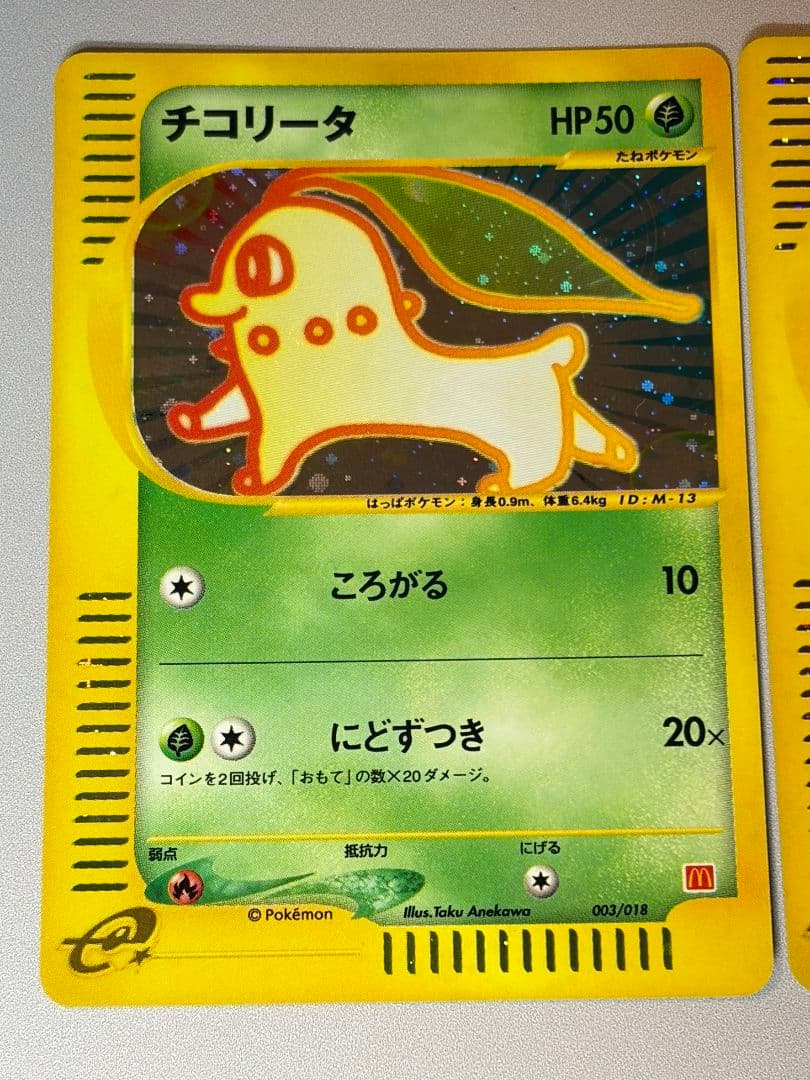 チコリータ HP50
たねポケモン
はっぱポケモン：身長0.9m、体重6.4kg ID:M-13
ころがる 10
にどずつき 20×
コインを2回投げ、「おもて」の数×20ダメージ。
弱点 抵抗力 にげる
©Pokémon Illus.Taku Anekawa 003/018